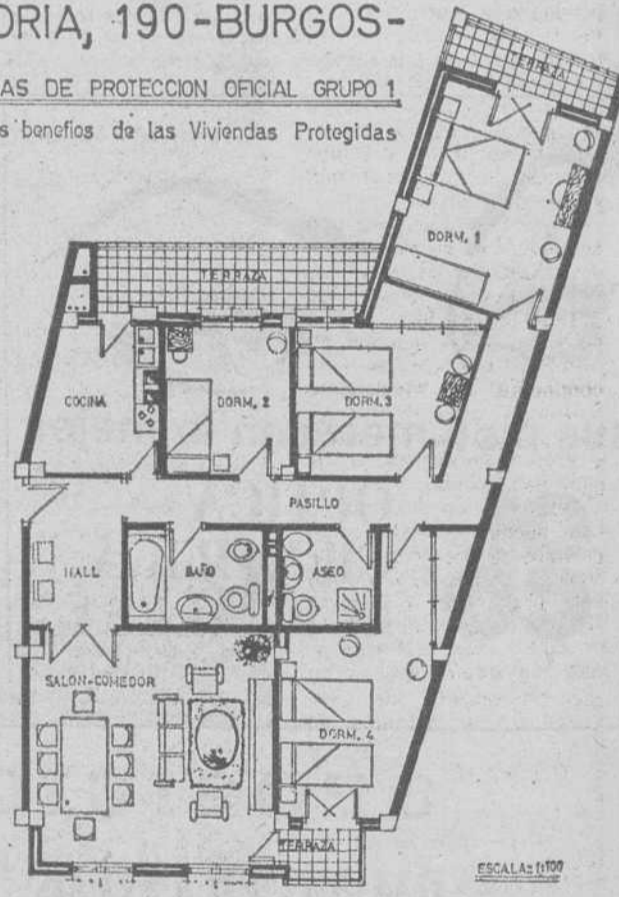 ORIA, 190-BURGOS-
AS DE PROTECCION OFICIAL GRUPO 1
s benefios de las Viviendas Protegidas
TERRAZA
DORM. 1
TERRAZA
COCINA
DORM. 2
DORM. 3
PASILLO
HALL
BAÑO
ASEO
SALON-COMEDOR
DORM. 4
TERRAZA
ESCALA: 1:100